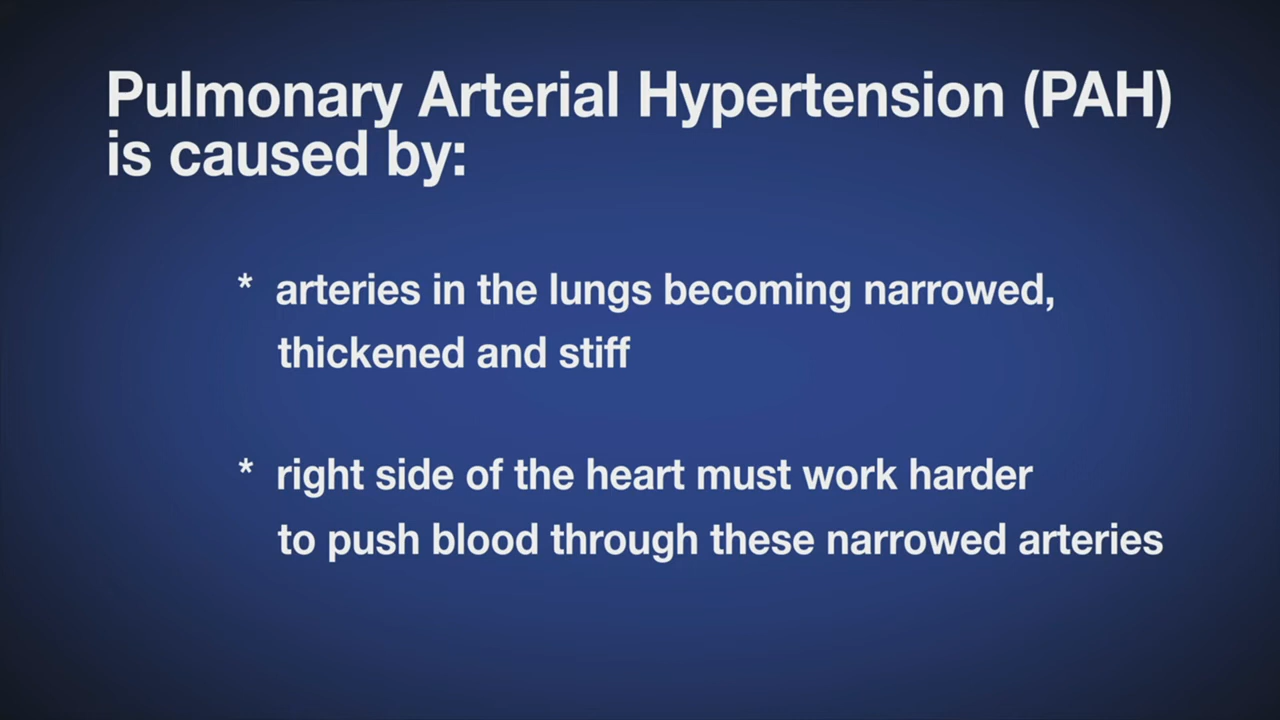 Pulmonary Arterial Hypertension (PAH)
is caused by:
* arteries in the lungs becoming narrowed,
thickened and stiff
* right side of the heart must work harder
to push blood through these narrowed arteries